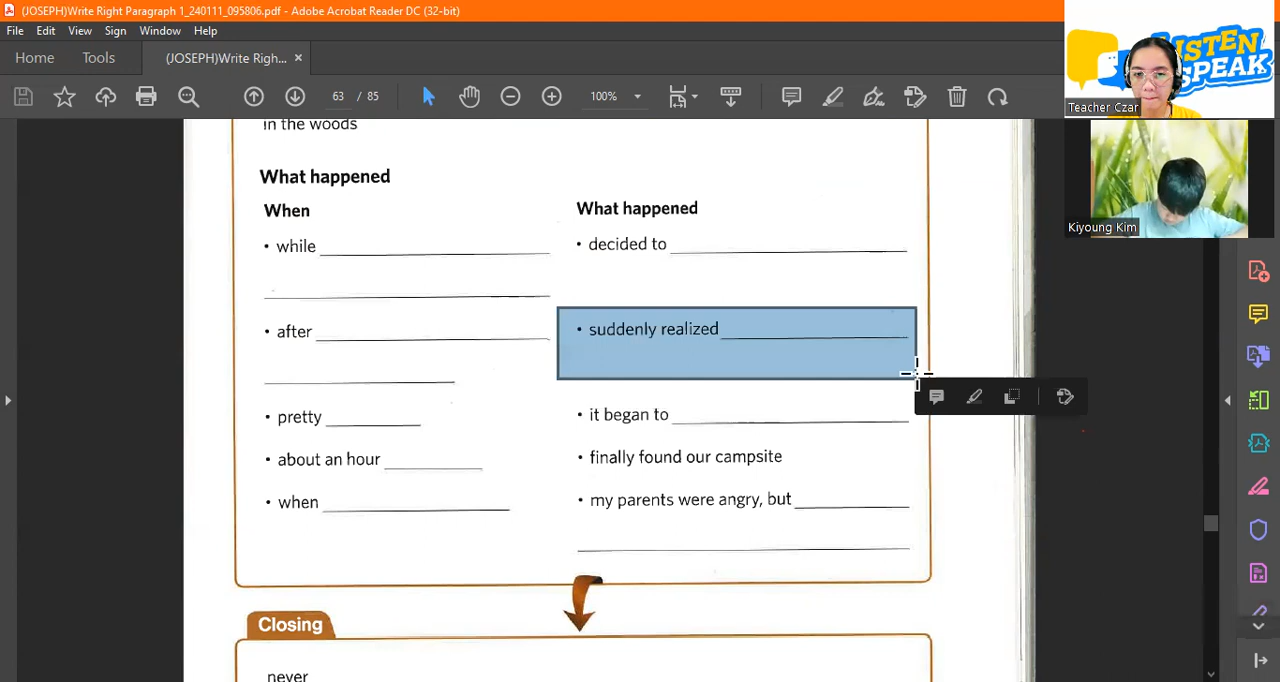 (JOSEPH)Write Right Paragraph 1_240111_095806.pdf - Adobe Acrobat Reader DC (32-bit)
File Edit View Sign Window Help
Home Tools (JOSEPH)Write Righ... ×
63 / 85 100%
LISTEN
SPEAK
Teacher Czar
Kiyoung Kim
in the woods
What happened
When
What happened
• while
• decided to
• after
• suddenly realized
• pretty
• it began to
• about an hour
• finally found our campsite
• when
• my parents were angry, but
Closing
never